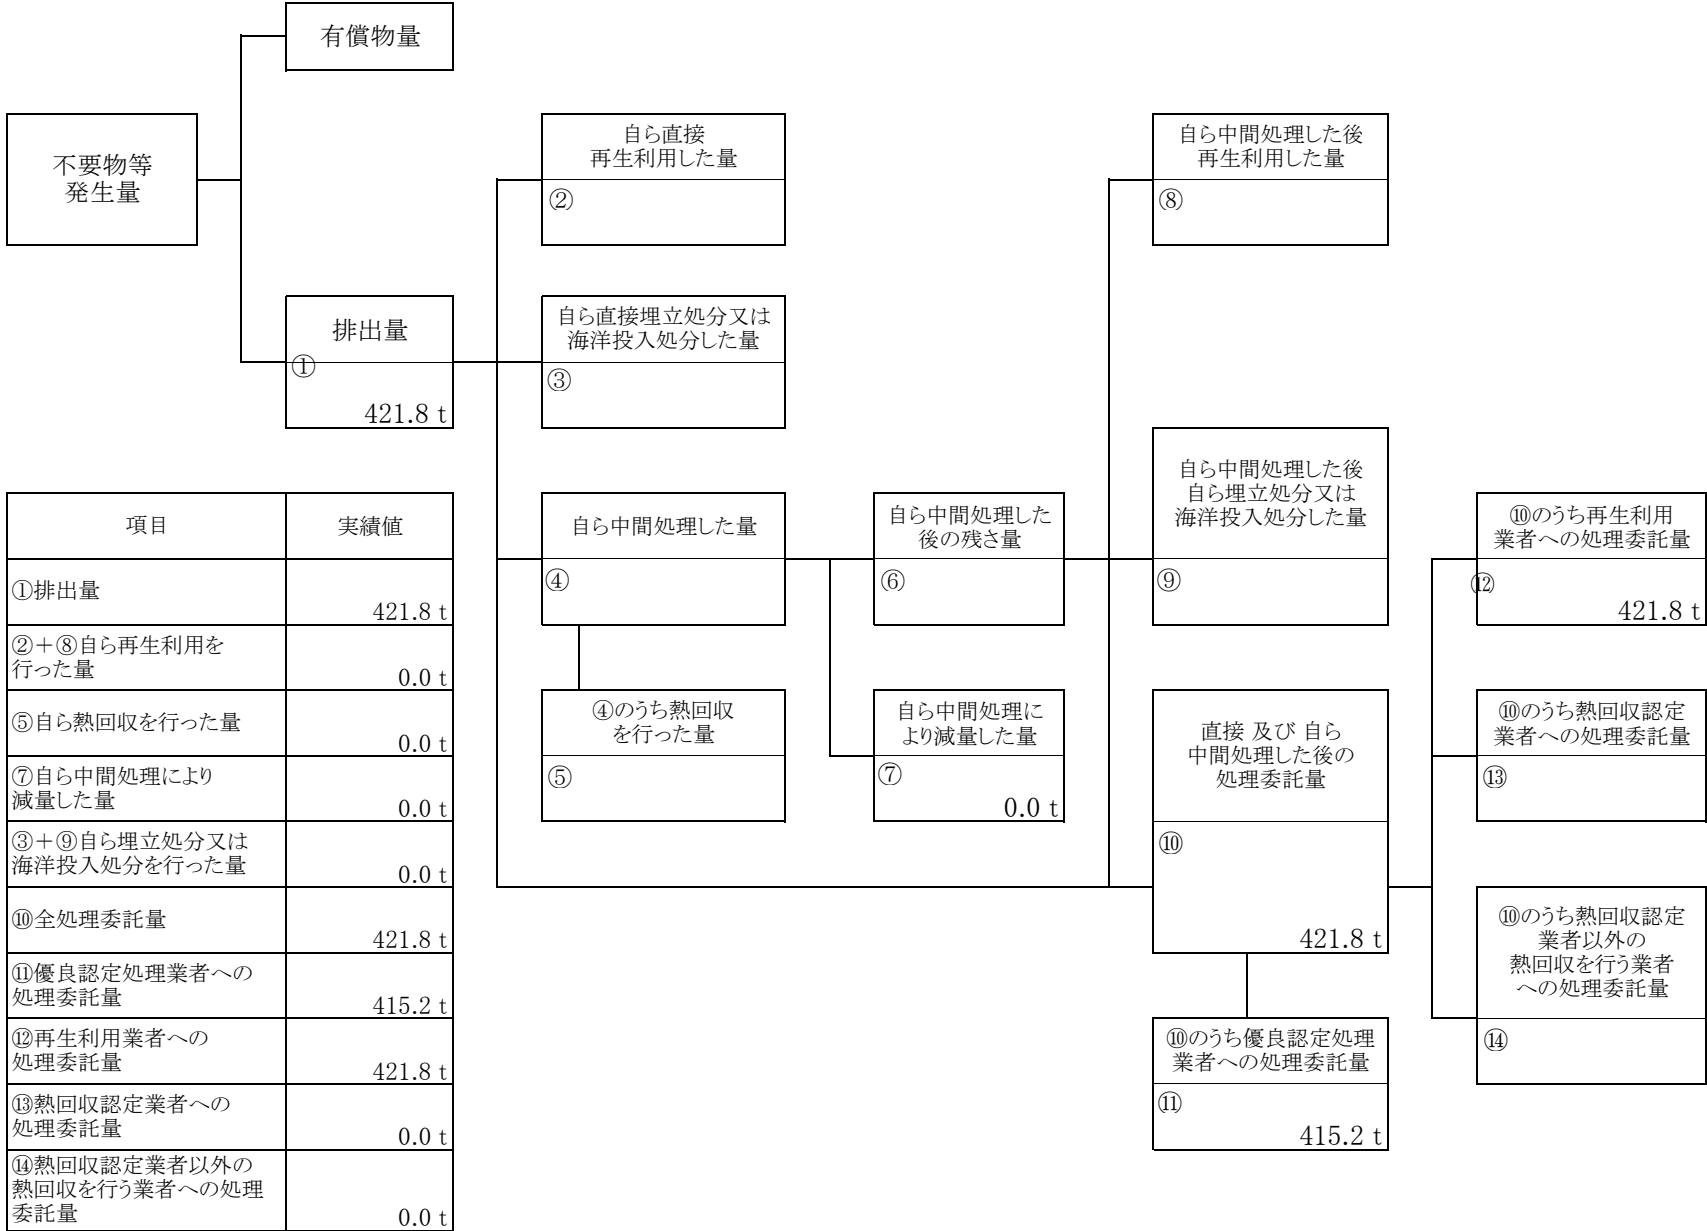 有償物量
不要物等
発生量
自ら直接
再生利用した量
②
自ら中間処理した後
再生利用した量
⑧
排出量
①
421.8 t
自ら直接埋立処分又は
海洋投入処分した量
③
自ら中間処理した量
④
自ら中間処理した
後の残さ量
⑥
自ら中間処理した後
自ら埋立処分又は
海洋投入処分した量
⑨
⑩のうち再生利用
業者への処理委託量
⑫
421.8 t
④のうち熱回収
を行った量
⑤
自ら中間処理に
より減量した量
⑦
0.0 t
直接 及び 自ら
中間処理した後の
処理委託量
⑩
421.8 t
⑩のうち熱回収認定
業者への処理委託量
⑬
⑩のうち熱回収認定
業者以外の
熱回収を行う業者
への処理委託量
⑭
⑩のうち優良認定処理
業者への処理委託量
⑪
415.2 t
項目 実績値
①排出量
421.8 t
②＋⑧自ら再生利用を
行った量
0.0 t
⑤自ら熱回収を行った量
0.0 t
⑦自ら中間処理により
減量した量
0.0 t
③＋⑨自ら埋立処分又は
海洋投入処分を行った量
0.0 t
⑩全処理委託量
421.8 t
⑪優良認定処理業者への
処理委託量
415.2 t
⑫再生利用業者への
処理委託量
421.8 t
⑬熱回収認定業者への
処理委託量
0.0 t
⑭熱回収認定業者以外の
熱回収を行う業者への処理
委託量
0.0 t